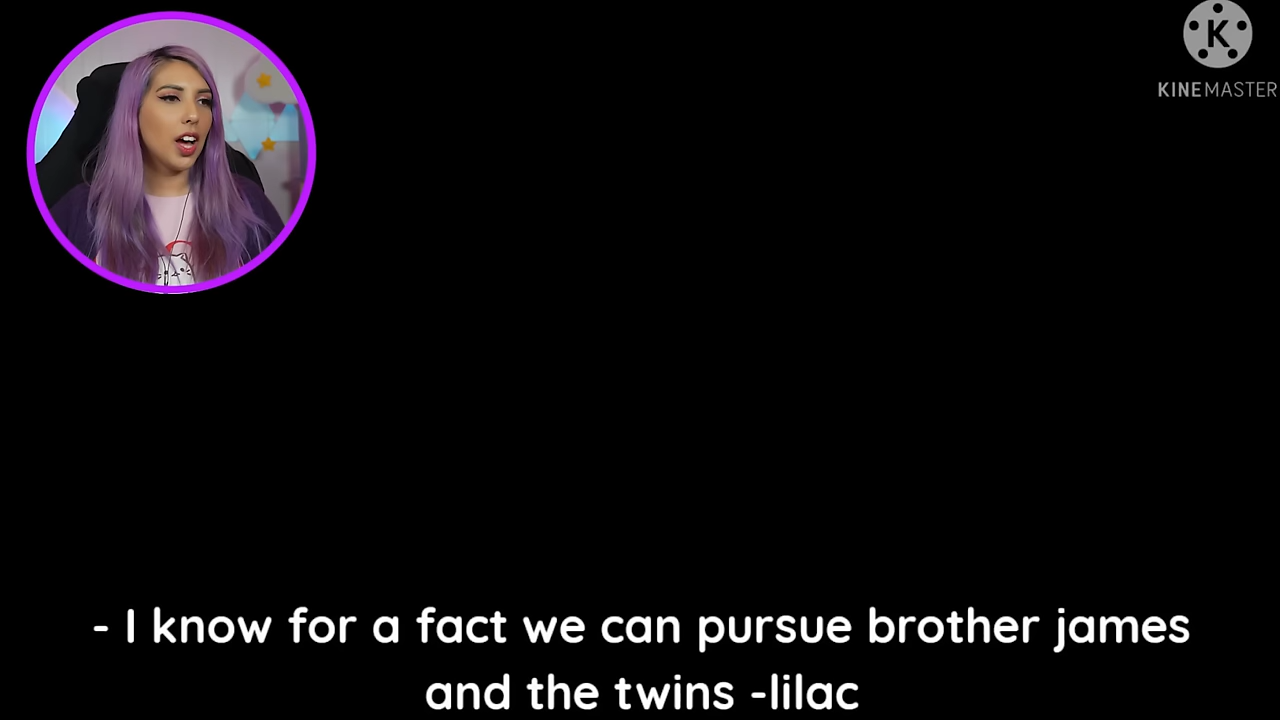 K
KINEMASTER
- I know for a fact we can pursue brother james
and the twins -lilac